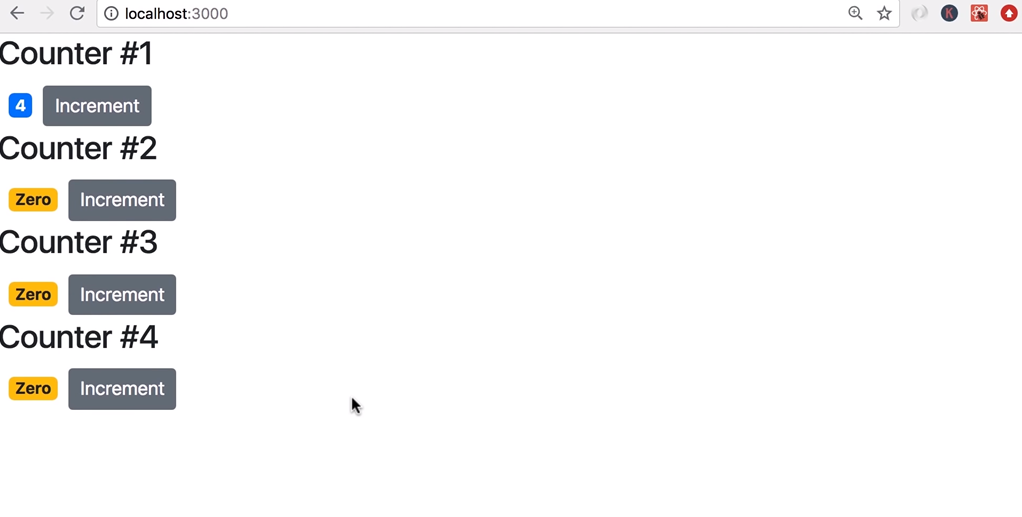 localhost:3000
K
Counter #1
4 Increment
Counter #2
Zero Increment
Counter #3
Zero Increment
Counter #4
Zero Increment